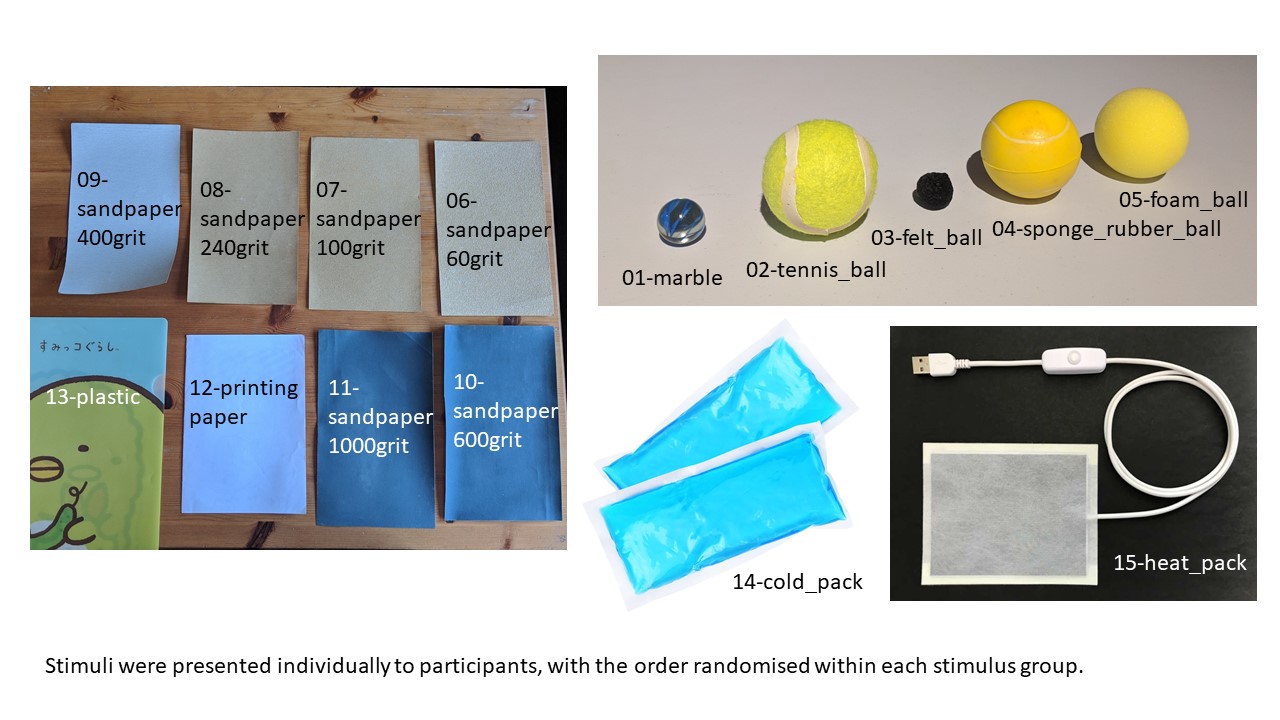 09-
sandpaper
400grit
08-
sandpaper
240grit
07-
sandpaper
100grit
06-
sandpaper
60grit
すみっコぐらし
13-plastic
12-printing
paper
11-
sandpaper
1000grit
10-
sandpaper
600grit
01-marble
02-tennis_ball
03-felt_ball
04-sponge_rubber_ball
05-foam_ball
14-cold_pack
15-heat_pack
Stimuli were presented individually to participants, with the order randomised within each stimulus group.